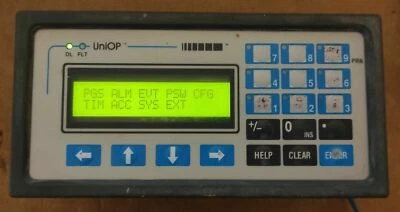 UniOP
DL FLT
PGS ALM EVT PSW CFG
TIM ACC SYS EXT
7 8 9 PRN
4 5 6
1 2 3
+/- 0 INS .
HELP CLEAR ENTER